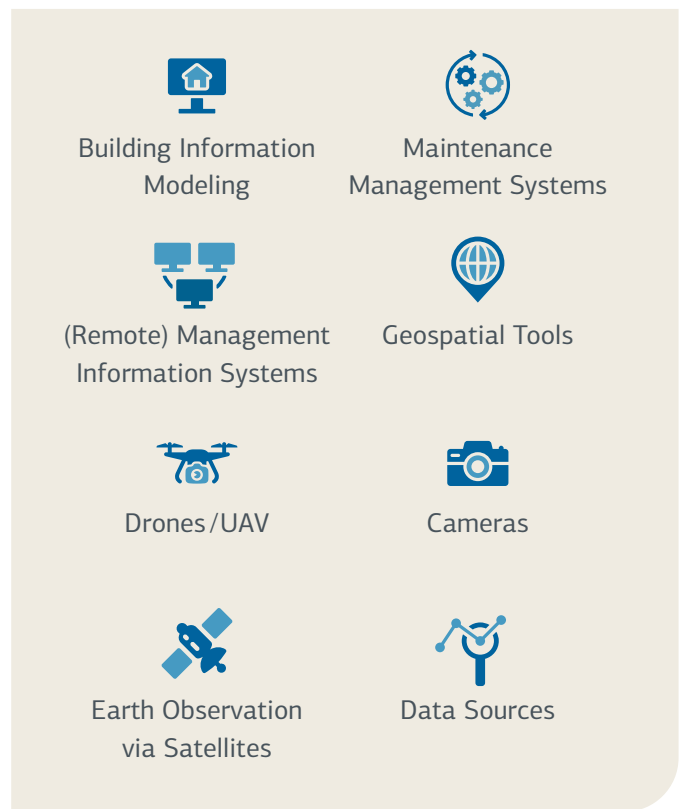 Building Information
Modeling
Maintenance
Management Systems
(Remote) Management
Information Systems
Geospatial Tools
Drones/UAV
Cameras
Earth Observation
via Satellites
Data Sources